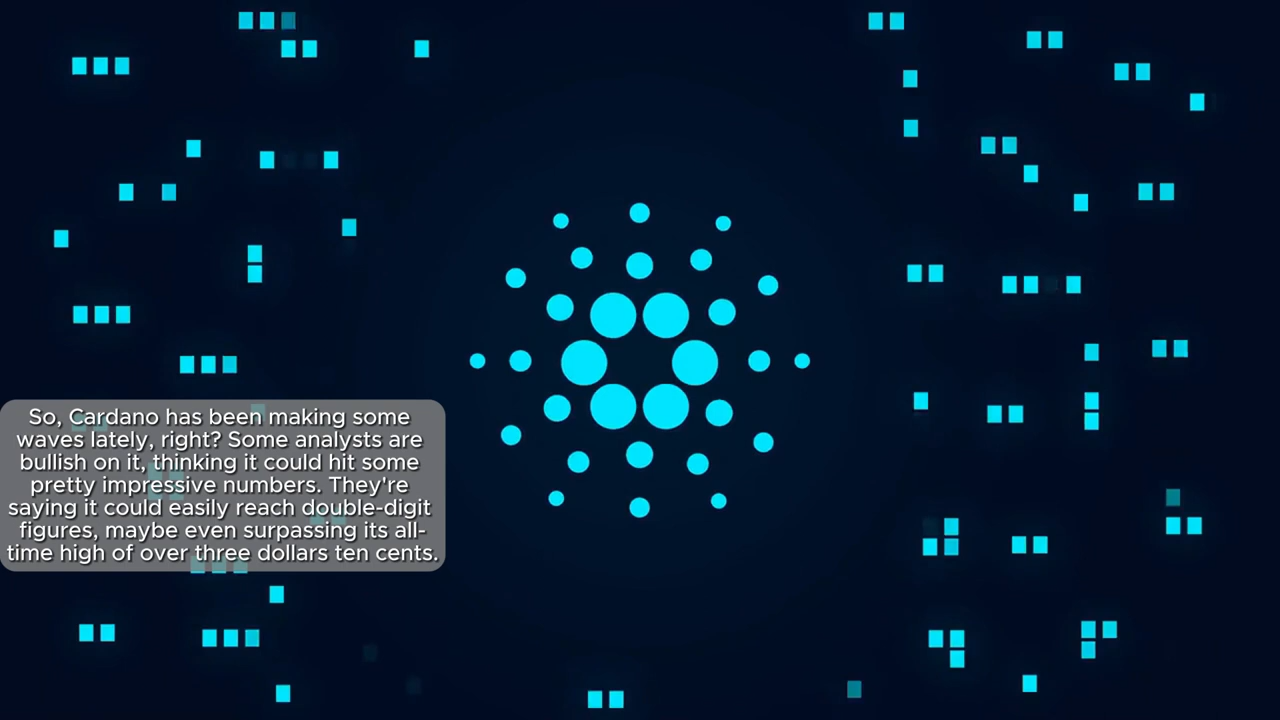 So, Cardano has been making some
waves lately, right? Some analysts are
bullish on it, thinking it could hit some
pretty impressive numbers. They're
saying it could easily reach double-digit
figures, maybe even surpassing its all-
time high of over three dollars ten cents.